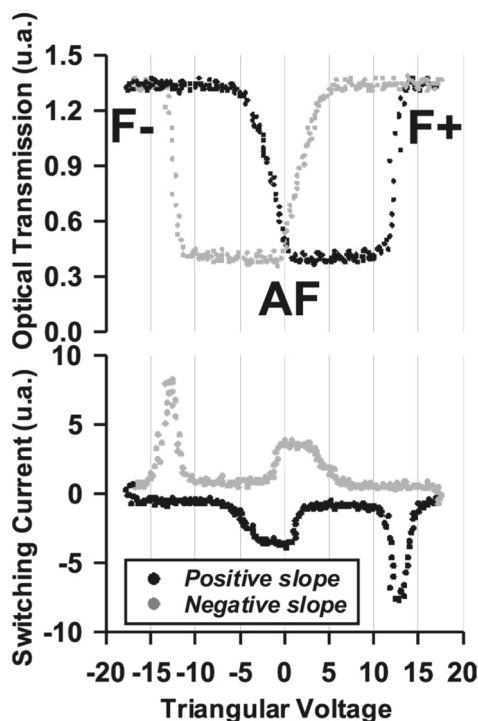 Optical Transmission (u.a.)
1.5
1.2
0.9
0.6
0.3
0.0
F-
F+
AF
Switching Current (u.a.)
10
5
0
-5
-10
Positive slope
Negative slope
-20 -15 -10 -5 0 5 10 15 20
Triangular Voltage